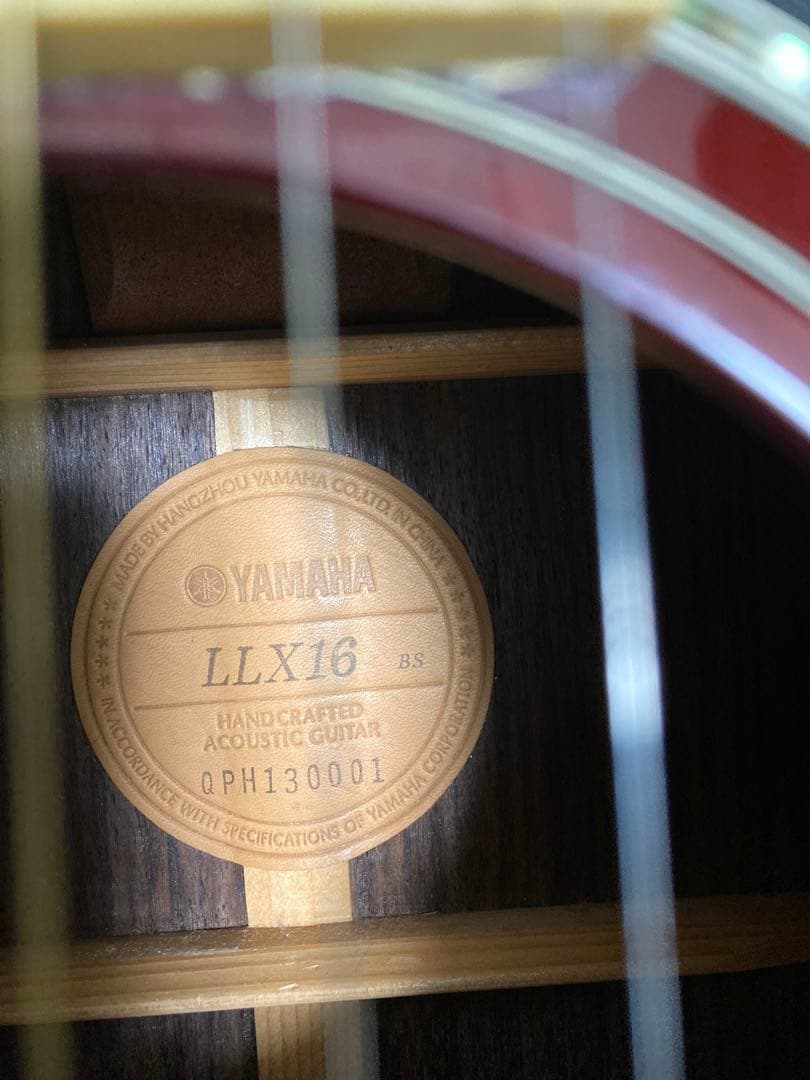 MADE BY HANGZHOU YAMAHA CO.,LTD. IN CHINA
YAMAHA
LLX16 BS
HANDCRAFTED
ACOUSTIC GUITAR
QPH130001
IN ACCORDANCE WITH SPECIFICATIONS OF YAMAHA CORPORATION